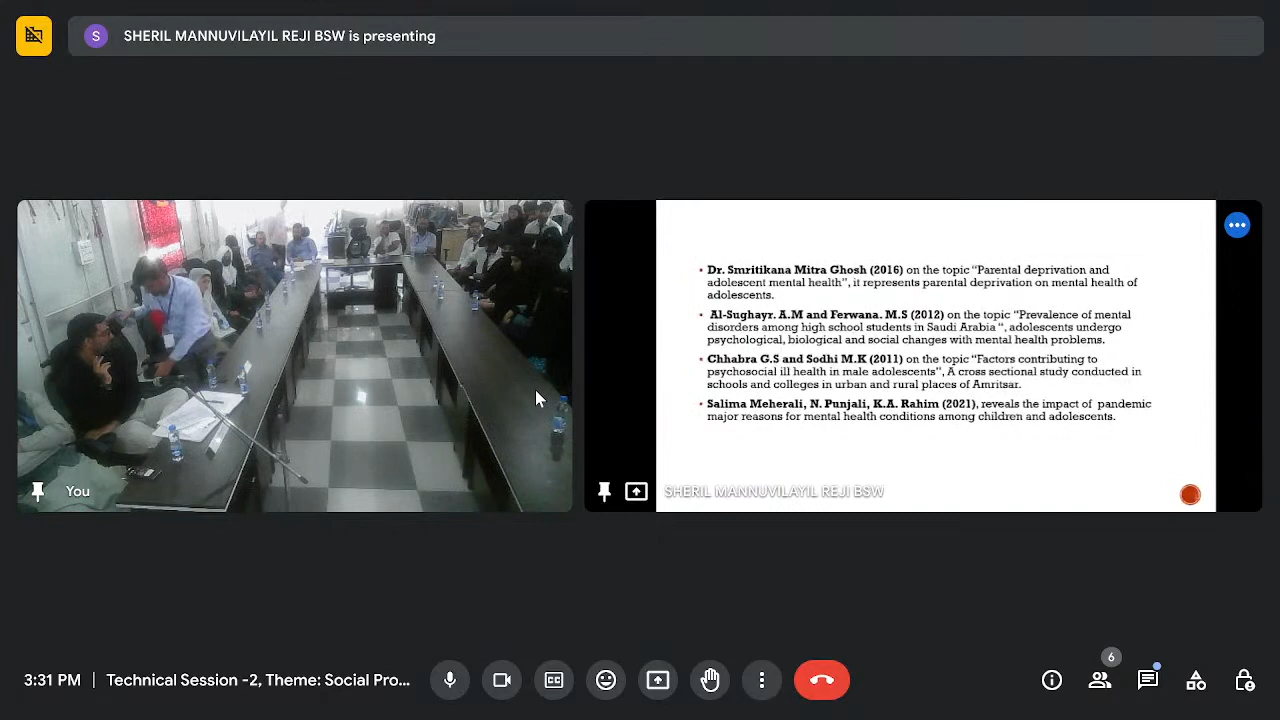 S SHERIL MANNUVILAYIL REJI BSW is presenting
• Dr. Smritikana Mitra Ghosh (2016) on the topic “Parental deprivation and
adolescent mental health”, it represents parental deprivation on mental health of
adolescents.
• Al-Sughayr. A.M and Ferwana. M.S (2012) on the topic “Prevalence of mental
disorders among high school students in Saudi Arabia “, adolescents undergo
psychological, biological and social changes with mental health problems.
• Chhabra G.S and Sodhi M.K (2011) on the topic “Factors contributing to
psychosocial ill health in male adolescents”, A cross sectional study conducted in
schools and colleges in urban and rural places of Amritsar.
• Salima Meherali, N. Punjali, K.A. Rahim (2021), reveals the impact of pandemic
major reasons for mental health conditions among children and adolescents.
You
SHERIL MANNUVILAYIL REJI BSW
6
3:31 PM | Technical Session -2, Theme: Social Pro...
CC